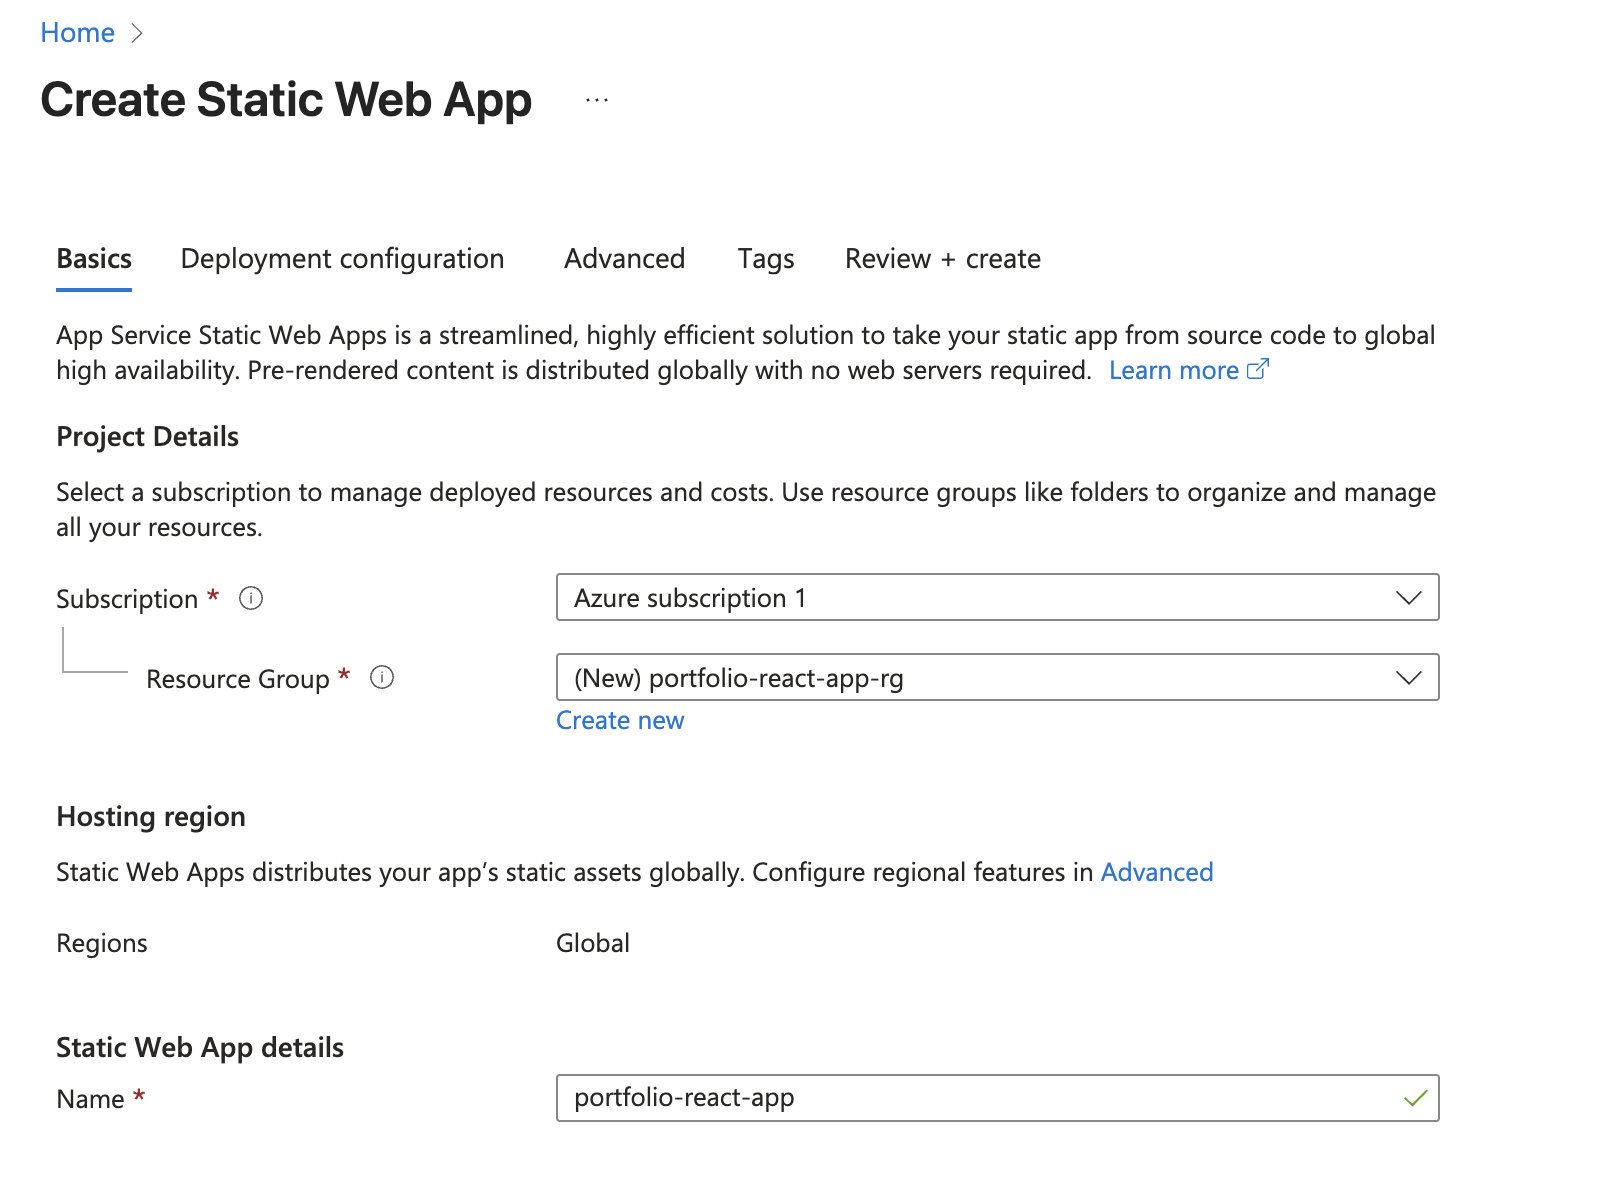 Home
Create Static Web App ...
Basics Deployment configuration Advanced Tags Review + create
App Service Static Web Apps is a streamlined, highly efficient solution to take your static app from source code to global
high availability. Pre-rendered content is distributed globally with no web servers required. Learn more
Project Details
Select a subscription to manage deployed resources and costs. Use resource groups like folders to organize and manage
all your resources.
Subscription * Azure subscription 1
Resource Group * (New) portfolio-react-app-rg
Create new
Hosting region
Static Web Apps distributes your app’s static assets globally. Configure regional features in Advanced
Regions Global
Static Web App details
Name * portfolio-react-app